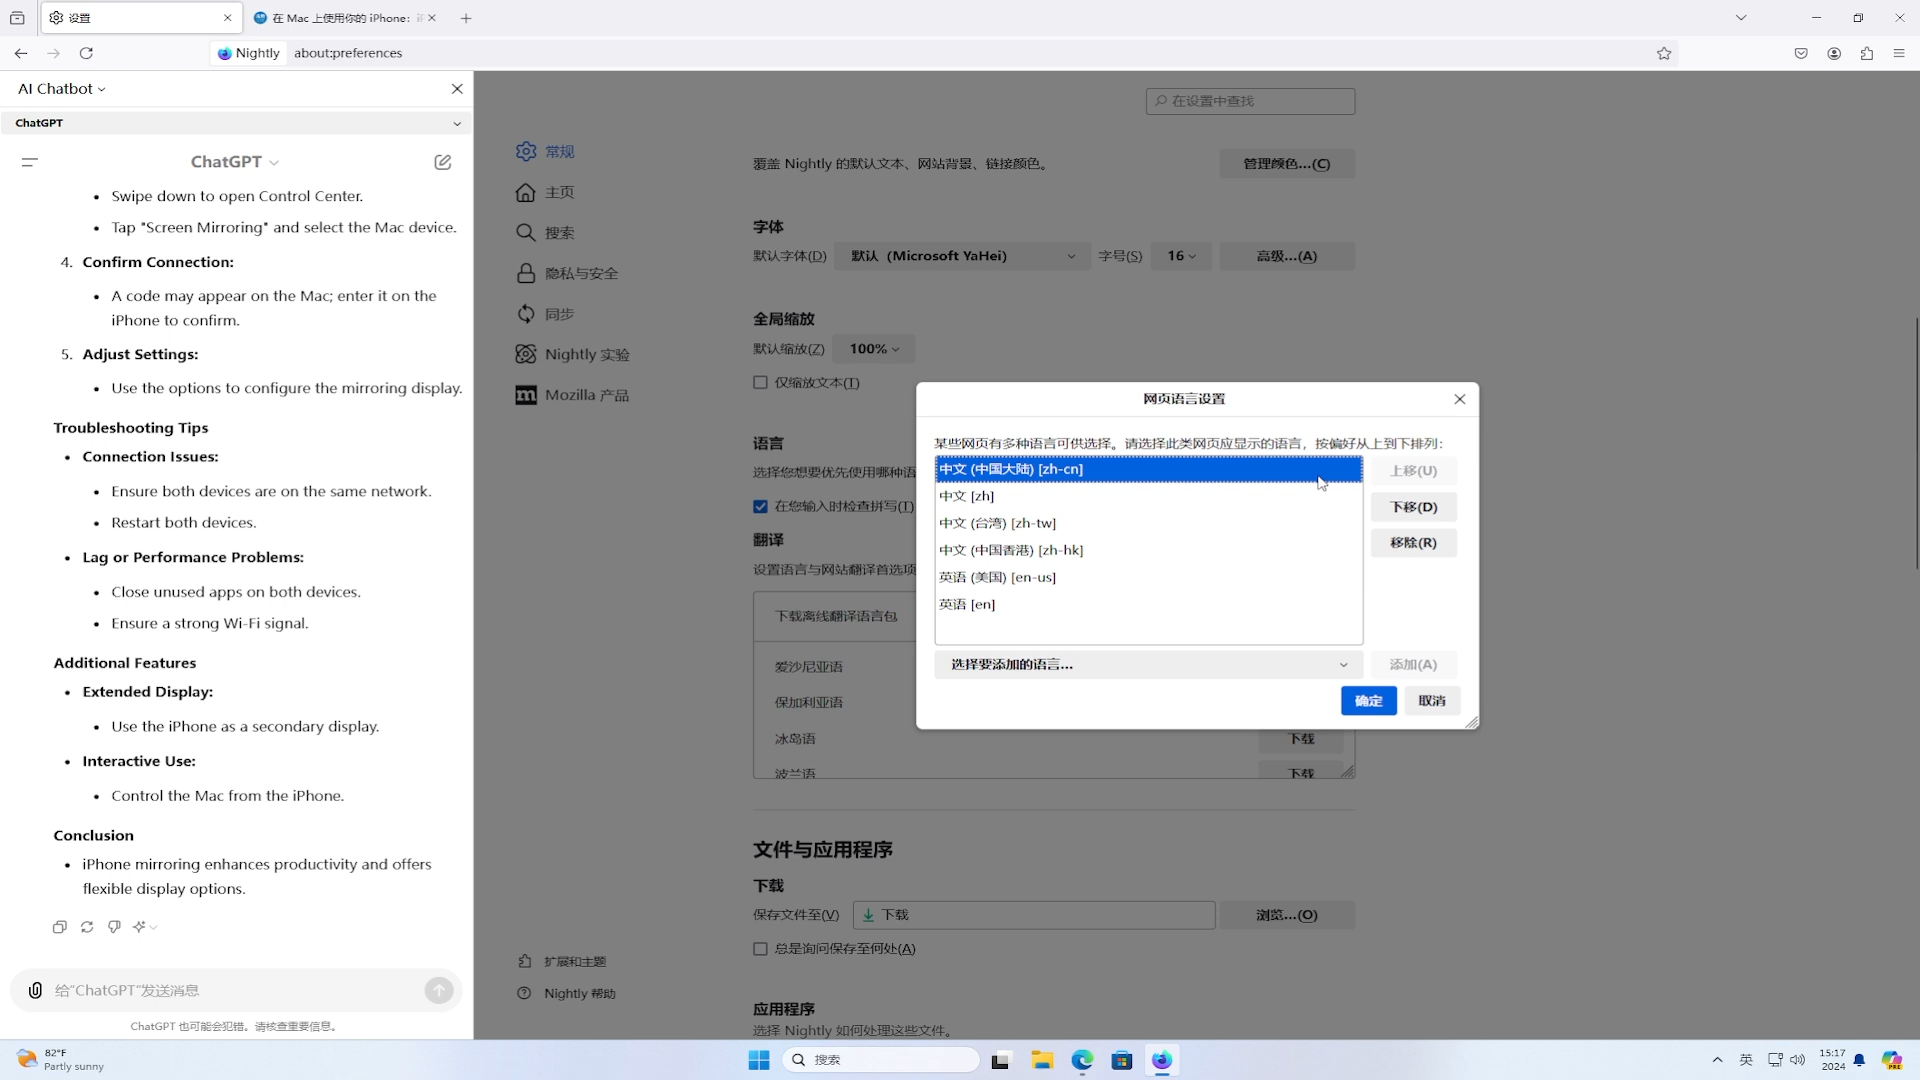 设置
在 Mac 上使用你的 iPhone：
Nightly about:preferences
AI Chatbot
ChatGPT
ChatGPT
Swipe down to open Control Center.
Tap "Screen Mirroring" and select the Mac device.
4. Confirm Connection:
A code may appear on the Mac; enter it on the
iPhone to confirm.
5. Adjust Settings:
Use the options to configure the mirroring display.
Troubleshooting Tips
Connection Issues:
Ensure both devices are on the same network.
Restart both devices.
Lag or Performance Problems:
Close unused apps on both devices.
Ensure a strong Wi-Fi signal.
Additional Features
Extended Display:
Use the iPhone as a secondary display.
Interactive Use:
Control the Mac from the iPhone.
Conclusion
iPhone mirroring enhances productivity and offers
flexible display options.
给"ChatGPT"发送消息
ChatGPT 也可能会犯错。请核查重要信息。
常规
主页
搜索
隐私与安全
同步
Nightly 实验
Mozilla 产品
扩展和主题
Nightly 帮助
在设置中查找
覆盖 Nightly 的默认文本、网站背景、链接颜色。 管理颜色...(C)
字体
默认字体(D) 默认 (Microsoft YaHei) 字号(S) 16 高级...(A)
全局缩放
默认缩放(Z) 100%
仅缩放文本(T)
语言
选择您想要优先使用哪种语
在您输入时检查拼写(T)
翻译
设置语言与网站翻译首选项
下载离线翻译语言包
爱沙尼亚语
保加利亚语
冰岛语 下载
波兰语 下载
网页语言设置
某些网页有多种语言可供选择。请选择此类网页应显示的语言，按偏好从上到下排列：
中文 (中国大陆) [zh-cn] 上移(U)
中文 [zh] 下移(D)
中文 (台湾) [zh-tw]
中文 (中国香港) [zh-hk] 移除(R)
英语 (美国) [en-us]
英语 [en]
选择要添加的语言... 添加(A)
确定 取消
文件与应用程序
下载
保存文件至(V) 下载 浏览...(O)
总是询问保存至何处(A)
应用程序
选择 Nightly 如何处理这些文件。
82°F
Partly sunny
搜索
英
15:17
2024
PRE